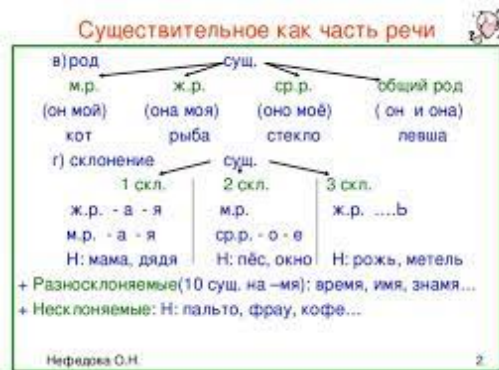 Существительное как часть речи
в)род сущ.
м.р. ж.р. ср.р. общий род
(он мой) (она моя) (оно моё) ( он и она)
кот рыба стекло левша
г) склонение сущ.
1 скл. 2 скл. 3 скл.
ж.р. - а - я м.р. ж.р. ....Ь
м.р. - а - я ср.р. - о - е
Н: мама, дядя Н: пёс, окно Н: рожь, метель
+ Разносклоняемые(10 сущ. на –мя): время, имя, знамя...
+ Несклоняемые: Н: пальто, фрау, кофе...
Нефедова О.Н. 2